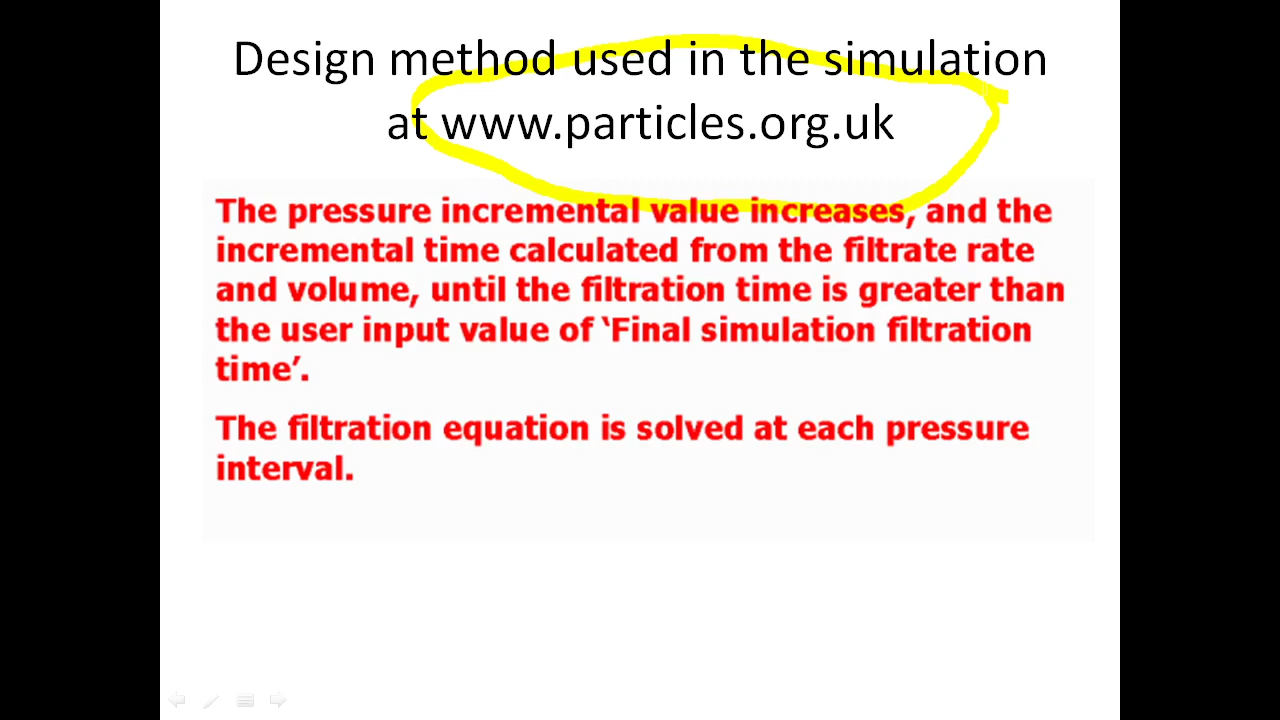 Design method used in the simulation
at www.particles.org.uk
The pressure incremental value increases, and the
incremental time calculated from the filtrate rate
and volume, until the filtration time is greater than
the user input value of ‘Final simulation filtration
time’.
The filtration equation is solved at each pressure
interval.